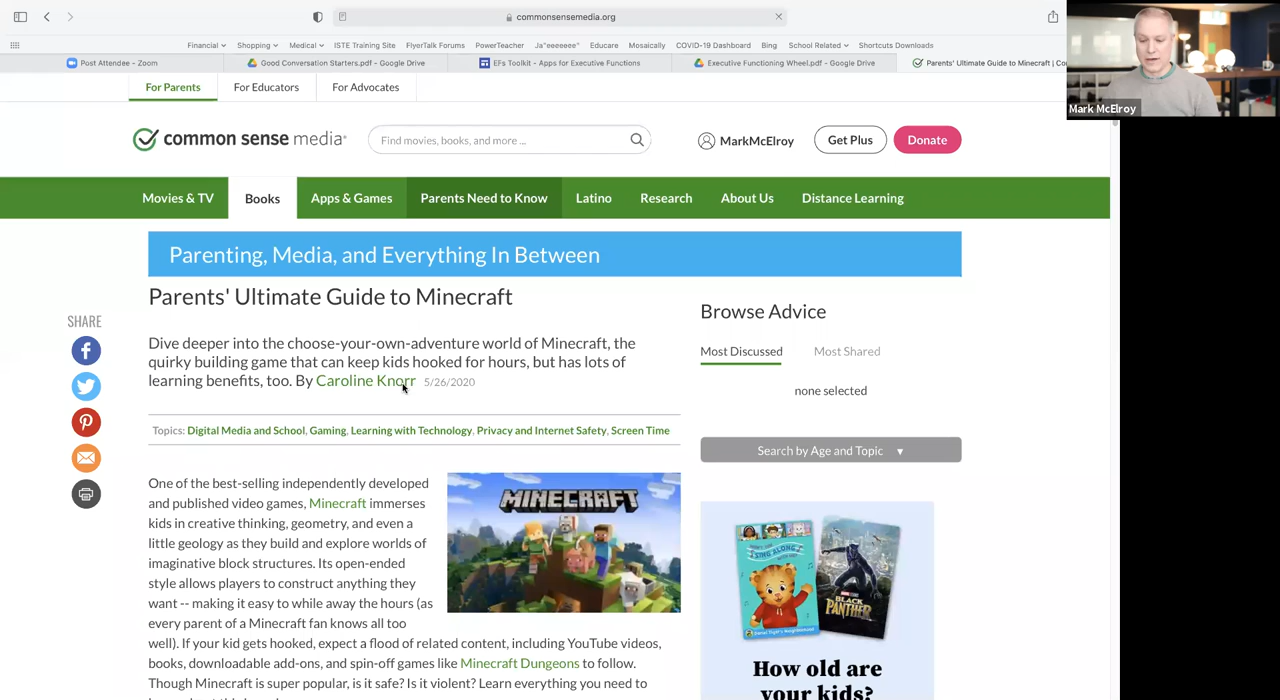 commonsensemedia.org
Financial Shopping Medical ISTE Training Site FlyerTalk Forums PowerTeacher Ja"eeeeeee" Educare Mosaically COVID-19 Dashboard Bing School Related Shortcuts Downloads
Post Attendee - Zoom Good Conversation Starters.pdf - Google Drive EFs Toolkit - Apps for Executive Functions Executive Functioning Wheel.pdf - Google Drive Parents' Ultimate Guide to Minecraft | Co
Mark McElroy
For Parents For Educators For Advocates
common sense media
Find movies, books, and more ...
MarkMcElroy Get Plus Donate
Movies & TV Books Apps & Games Parents Need to Know Latino Research About Us Distance Learning
Parenting, Media, and Everything In Between
Parents' Ultimate Guide to Minecraft
SHARE
Dive deeper into the choose-your-own-adventure world of Minecraft, the
quirky building game that can keep kids hooked for hours, but has lots of
learning benefits, too. By Caroline Knorr 5/26/2020
Topics: Digital Media and School, Gaming, Learning with Technology, Privacy and Internet Safety, Screen Time
One of the best-selling independently developed
and published video games, Minecraft immerses
kids in creative thinking, geometry, and even a
little geology as they build and explore worlds of
imaginative block structures. Its open-ended
style allows players to construct anything they
want -- making it easy to while away the hours (as
every parent of a Minecraft fan knows all too
well). If your kid gets hooked, expect a flood of related content, including YouTube videos,
books, downloadable add-ons, and spin-off games like Minecraft Dungeons to follow.
Though Minecraft is super popular, is it safe? Is it violent? Learn everything you need to
MINECRAFT
Browse Advice
Most Discussed Most Shared
none selected
Search by Age and Topic
SING ALONG
BLACK
PANTHER
How old are
your kids?